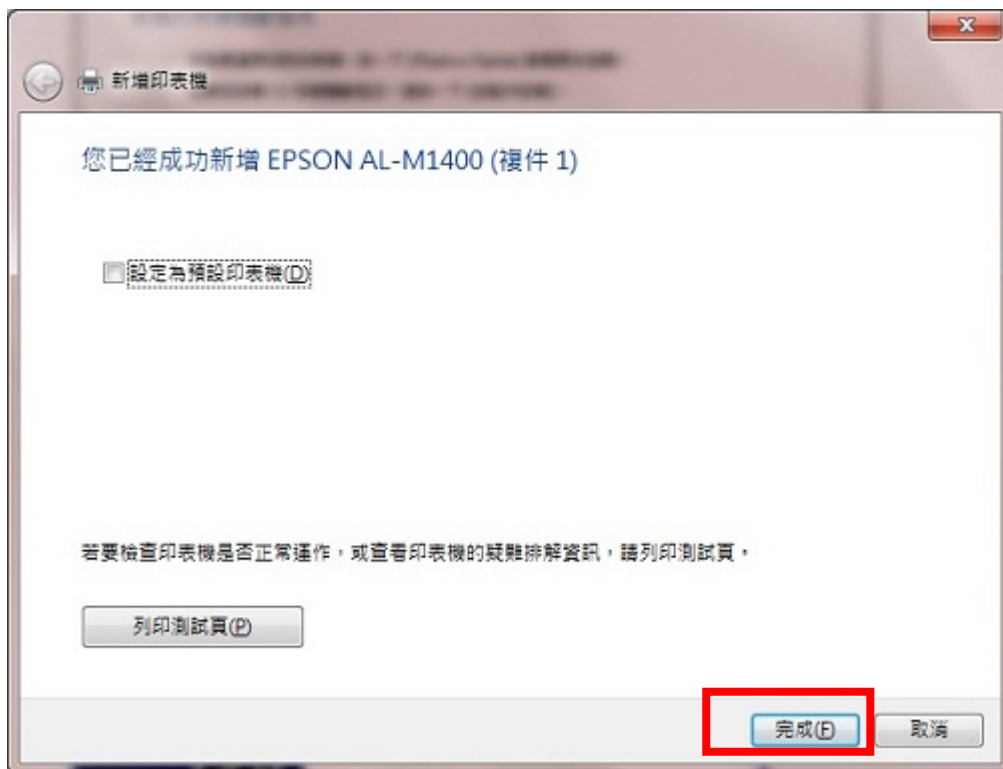 新增印表機
您已經成功新增 EPSON AL-M1400 (複件 1)
設定為預設印表機(D)
若要檢查印表機是否正常運作，或查看印表機的疑難排解資訊，請列印測試頁。
列印測試頁(P)
完成(F)
取消